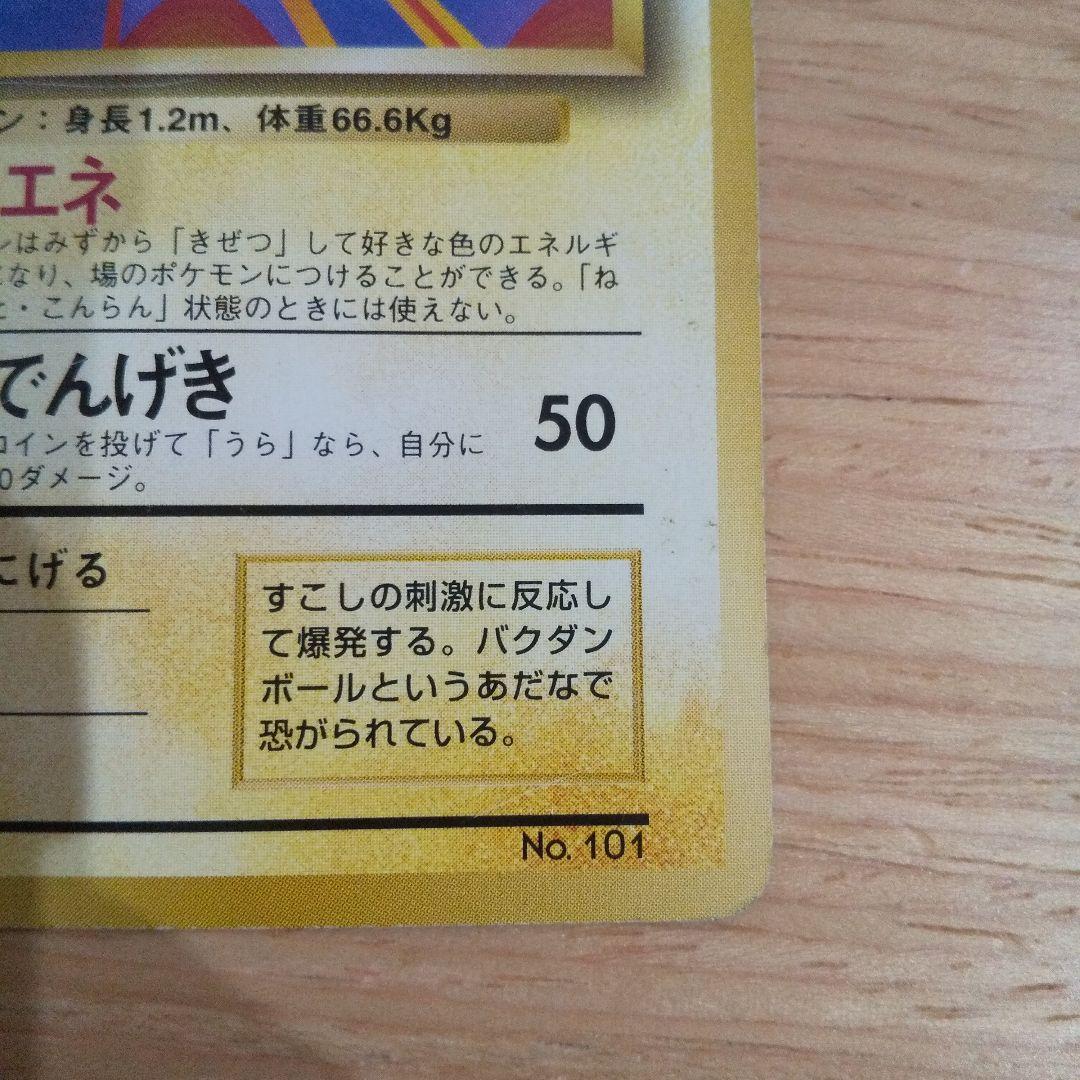 ン：身長1.2m、体重66.6Kg
エネ
ンはみずから「きぜつ」して好きな色のエネルギ
になり、場のポケモンにつけることができる。「ね
・こんらん」状態のときには使えない。
でんげき
50
コインを投げて「うら」なら、自分に
0ダメージ。
にげる
すこしの刺激に反応し
て爆発する。バクダン
ボールというあだなで
恐がられている。
No. 101